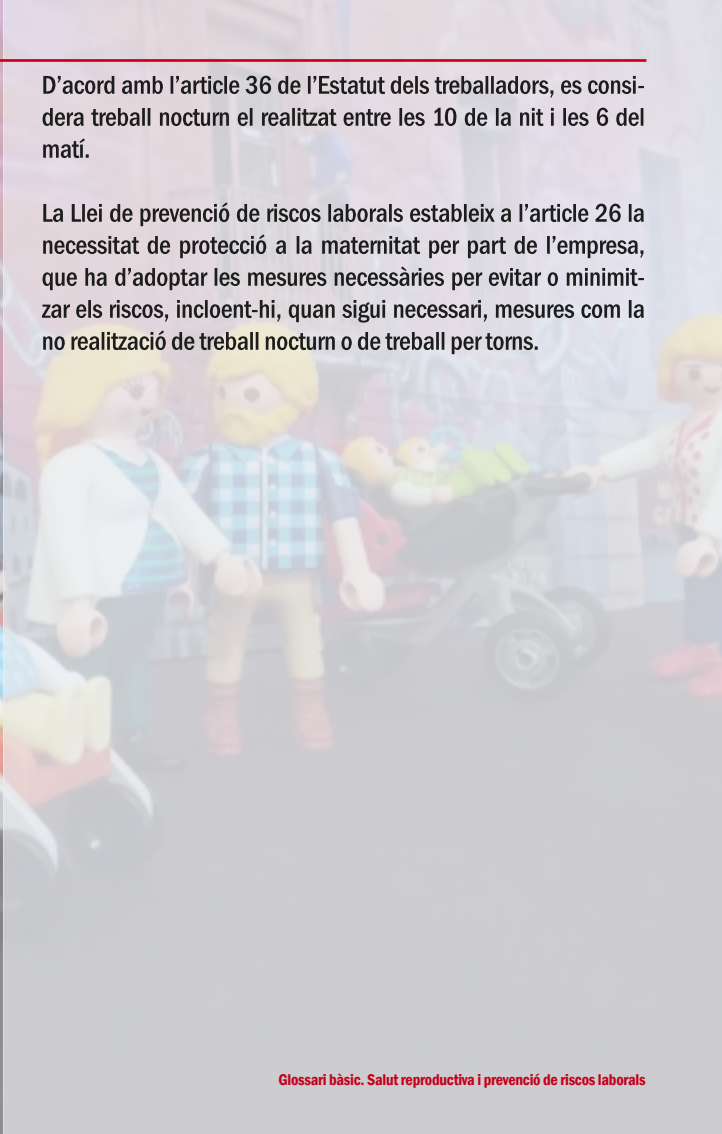 D’acord amb l’article 36 de l’Estatut dels treballadors, es consi-
dera treball nocturn el realitzat entre les 10 de la nit i les 6 del
matí.
La Llei de prevenció de riscos laborals estableix a l’article 26 la
necessitat de protecció a la maternitat per part de l’empresa,
que ha d’adoptar les mesures necessàries per evitar o minimit-
zar els riscos, incloent-hi, quan sigui necessari, mesures com la
no realització de treball nocturn o de treball per torns.
Glossari bàsic. Salut reproductiva i prevenció de riscos laborals